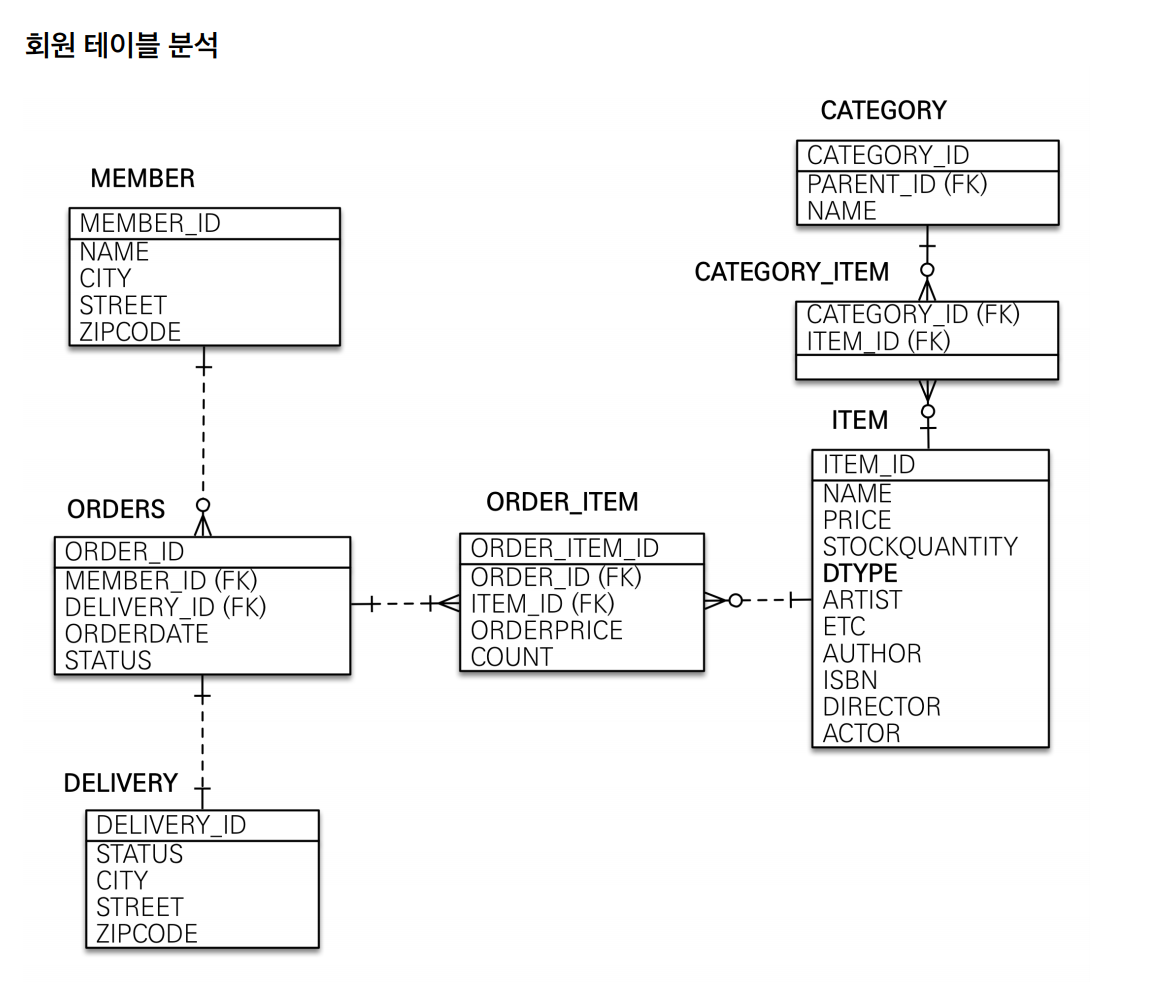 회원 테이블 분석
MEMBER
MEMBER_ID
NAME
CITY
STREET
ZIPCODE
ORDERS
ORDER_ID
MEMBER_ID (FK)
DELIVERY_ID (FK)
ORDERDATE
STATUS
DELIVERY
DELIVERY_ID
STATUS
CITY
STREET
ZIPCODE
ORDER_ITEM
ORDER_ITEM_ID
ORDER_ID (FK)
ITEM_ID (FK)
ORDERPRICE
COUNT
CATEGORY
CATEGORY_ID
PARENT_ID (FK)
NAME
CATEGORY_ITEM
CATEGORY_ID (FK)
ITEM_ID (FK)
ITEM
ITEM_ID
NAME
PRICE
STOCKQUANTITY
DTYPE
ARTIST
ETC
AUTHOR
ISBN
DIRECTOR
ACTOR